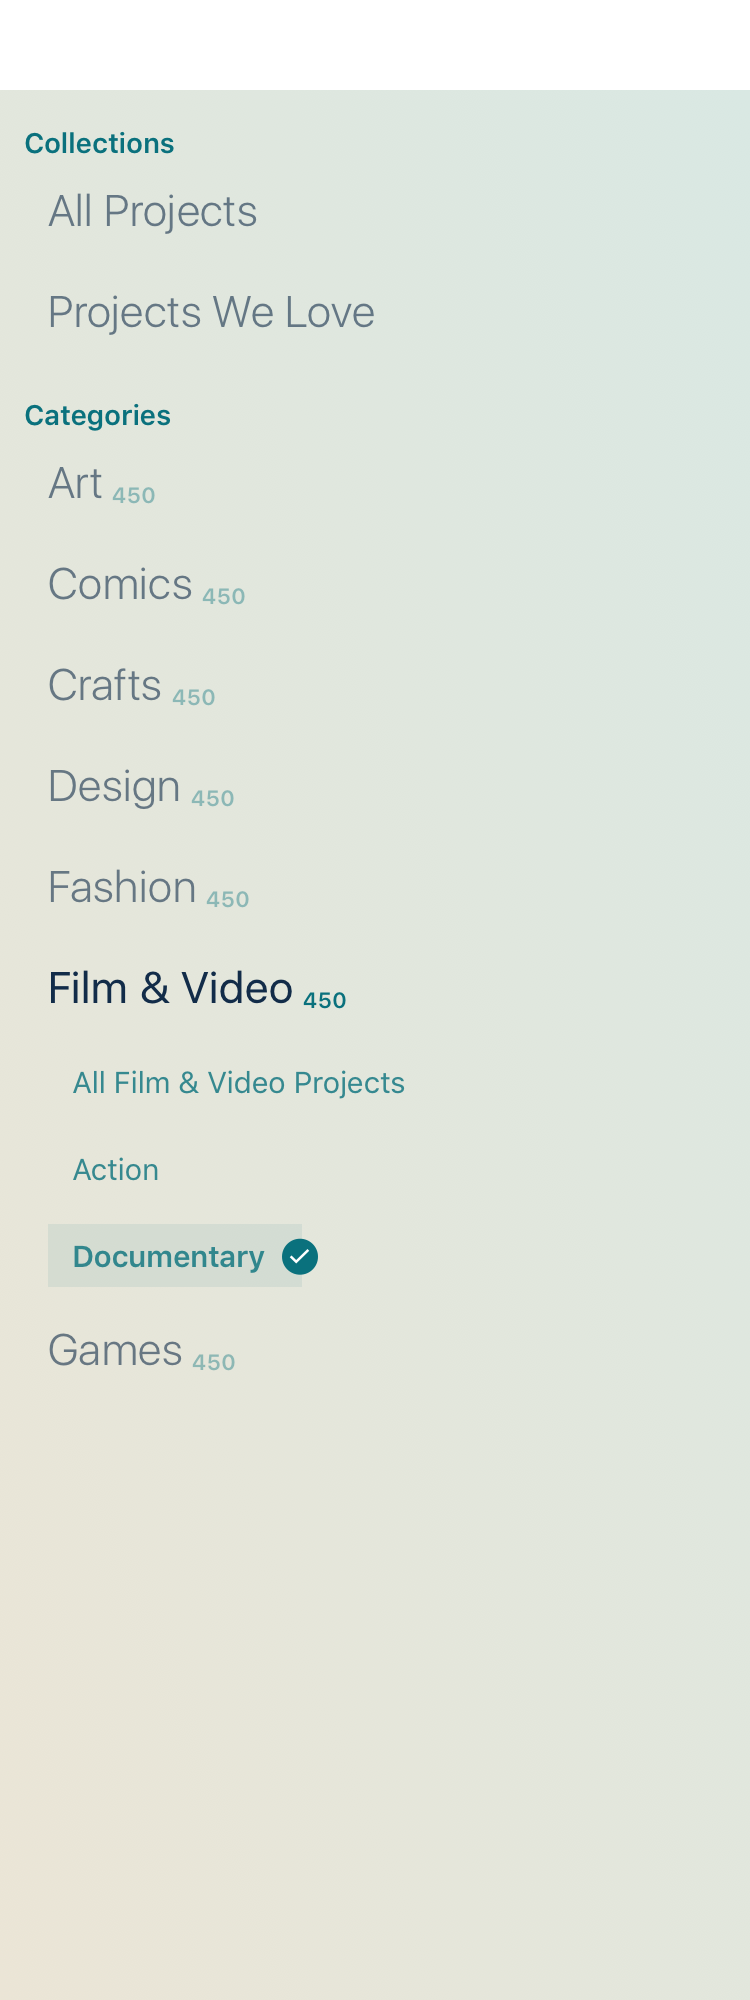 Collections
All Projects
Projects We Love
Categories
Art 450
Comics 450
Crafts 450
Design 450
Fashion 450
Film & Video 450
All Film & Video Projects
Action
Documentary
Games 450